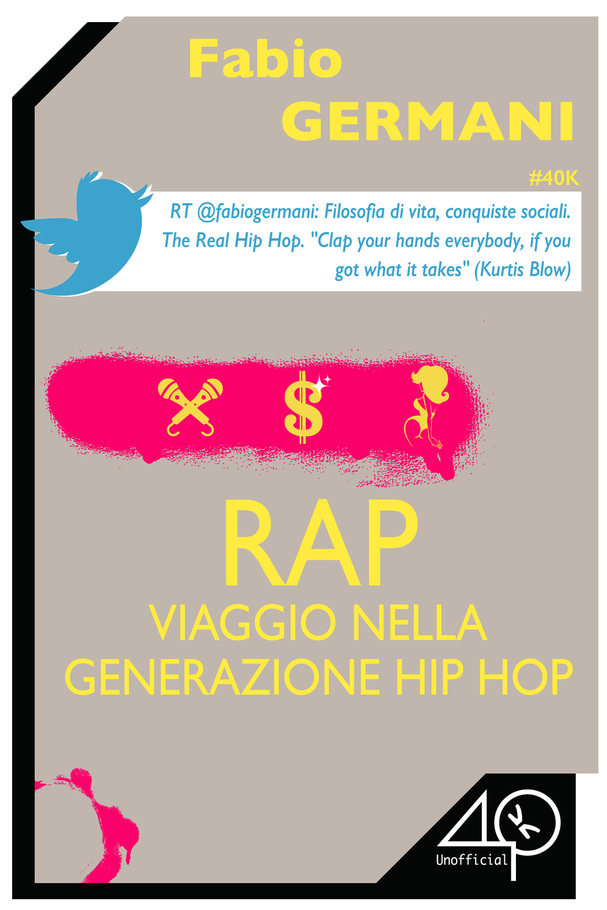 Fabio
GERMANI
#40K
RT @fabiogermani: Filosofia di vita, conquiste sociali.
The Real Hip Hop. "Clap your hands everybody, if you
got what it takes" (Kurtis Blow)
$
RAP
VIAGGIO NELLA
GENERAZIONE HIP HOP
40K
Unofficial